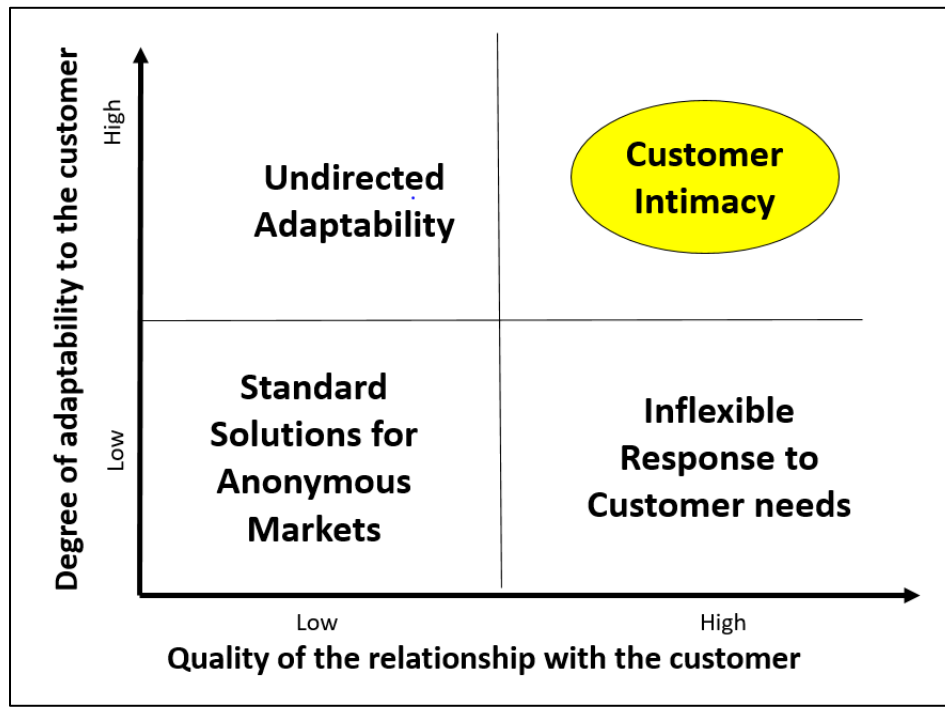 Degree of adaptability to the customer
High
Low
Undirected
Adaptability
Customer
Intimacy
Standard
Solutions for
Anonymous
Markets
Inflexible
Response to
Customer needs
Low
High
Quality of the relationship with the customer